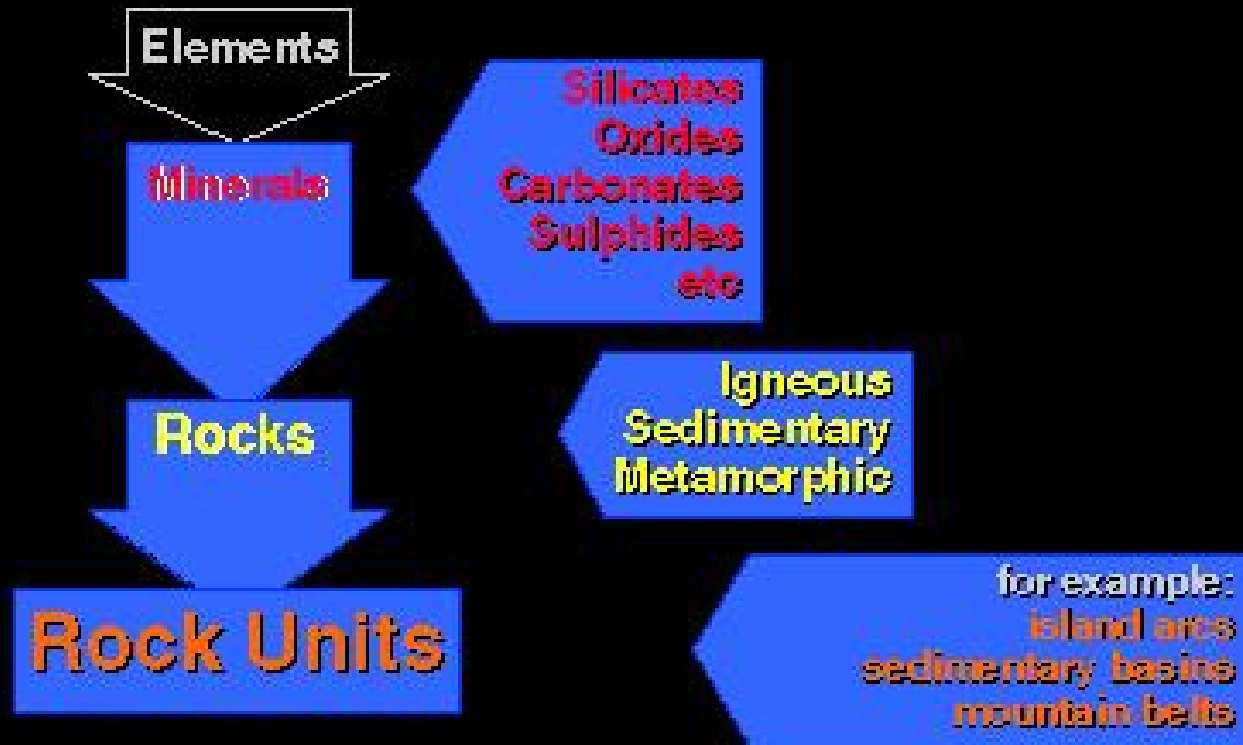 Elements
Minerals
Silicates
Oxides
Carbonates
Sulphides
etc
Rocks
Igneous
Sedimentary
Metamorphic
Rock Units
for example:
island arcs
sedimentary basins
mountain belts